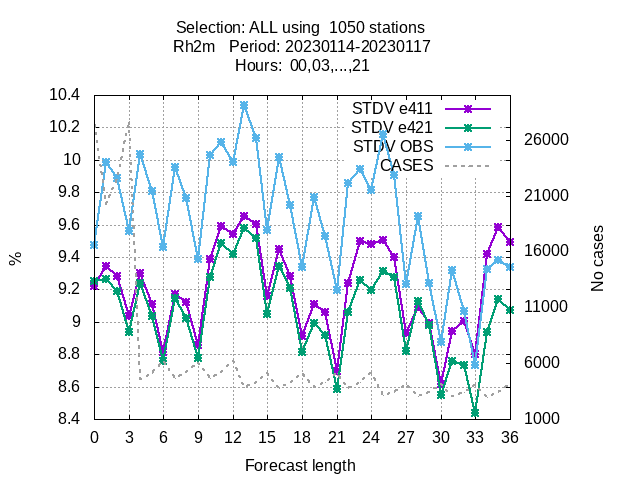 Selection: ALL using  1050 stations
Rh2m   Period: 20230114-20230117
Hours:  00,03,...,21
STDV e411
STDV e421
STDV OBS
CASES
10.4
10.2
10
9.8
9.6
9.4
9.2
9
8.8
8.6
8.4
%
26000
21000
16000
11000
6000
1000
No cases
0 3 6 9 12 15 18 21 24 27 30 33 36
Forecast length